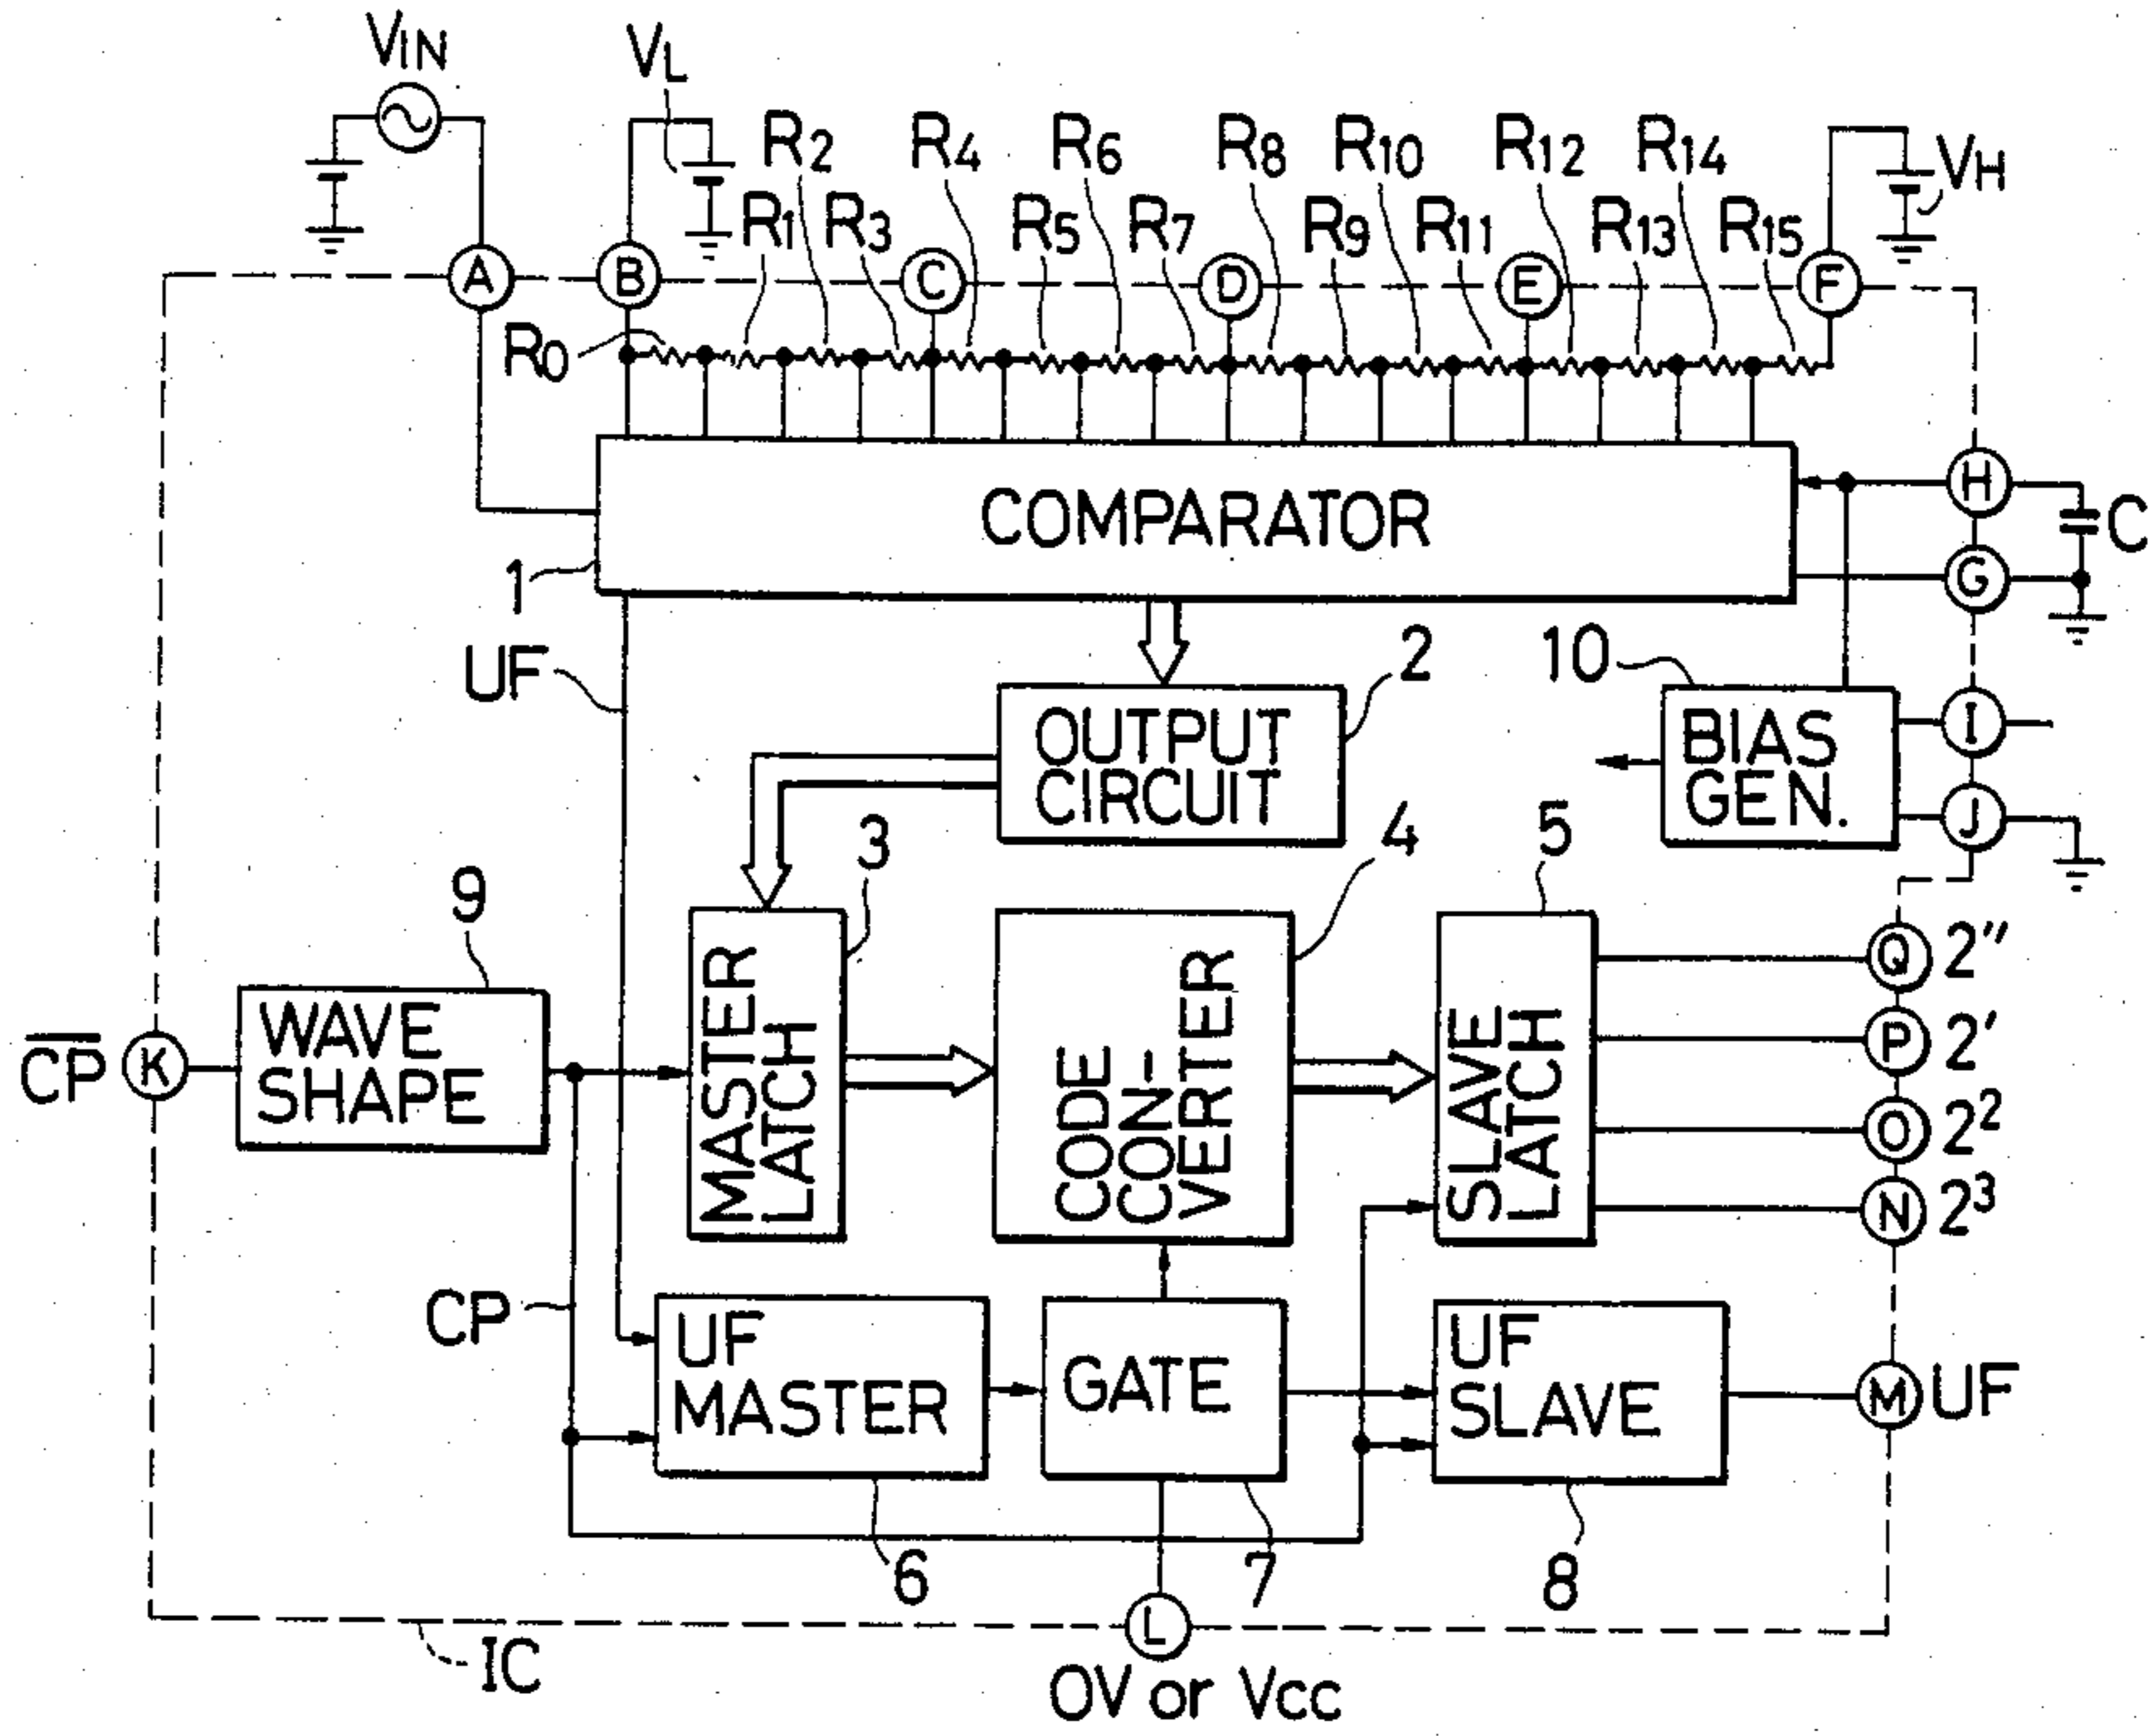 VIN
VL
R2
R4
R6
R8
R10
R12
R14
VH
R1
R3
R5
R7
R9
R11
R13
R15
A
B
C
D
E
F
R0
COMPARATOR
H
C
G
1
UF
2
10
OUTPUT
CIRCUIT
BIAS
GEN.
I
J
3
4
5
9
Q 2"
WAVE
SHAPE
MASTER
LATCH
CODE
CON-
VERTER
SLAVE
LATCH
P 2'
C̅P̅ K
O 2²
N 2³
CP
UF
MASTER
GATE
UF
SLAVE
M UF
6
7
8
IC
L
OV or Vcc